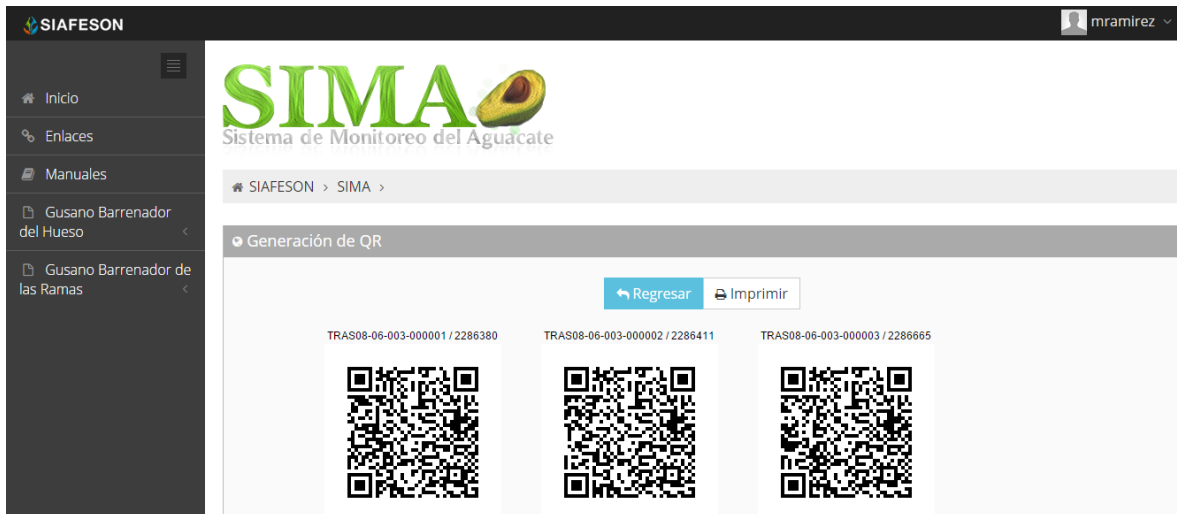 SIAFESON
mramirez
Inicio
Enlaces
Manuales
Gusano Barrenador
del Hueso
Gusano Barrenador de
las Ramas
SIMA
Sistema de Monitoreo del Aguacate
SIAFESON > SIMA >
Generación de QR
Regresar
Imprimir
TRAS08-06-003-000001 / 2286380
TRAS08-06-003-000002 / 2286411
TRAS08-06-003-000003 / 2286665